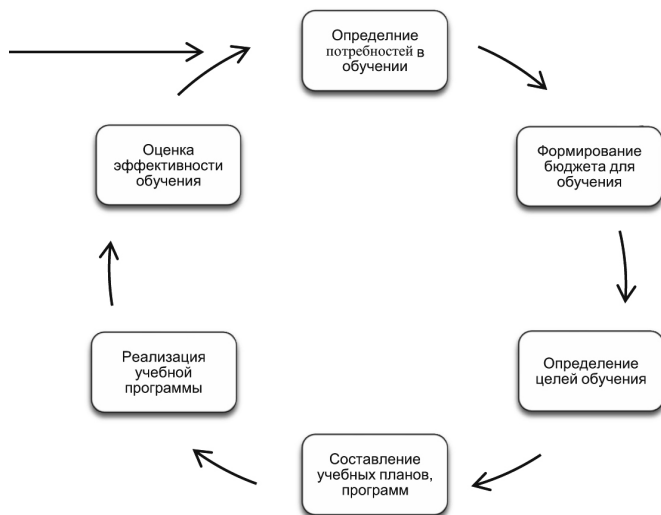 Определние
потребностей в
обучении
Формирование
бюджета для
обучения
Определение
целей обучения
Составление
учебных планов,
программ
Реализация
учебной
программы
Оценка
эффективности
обучения